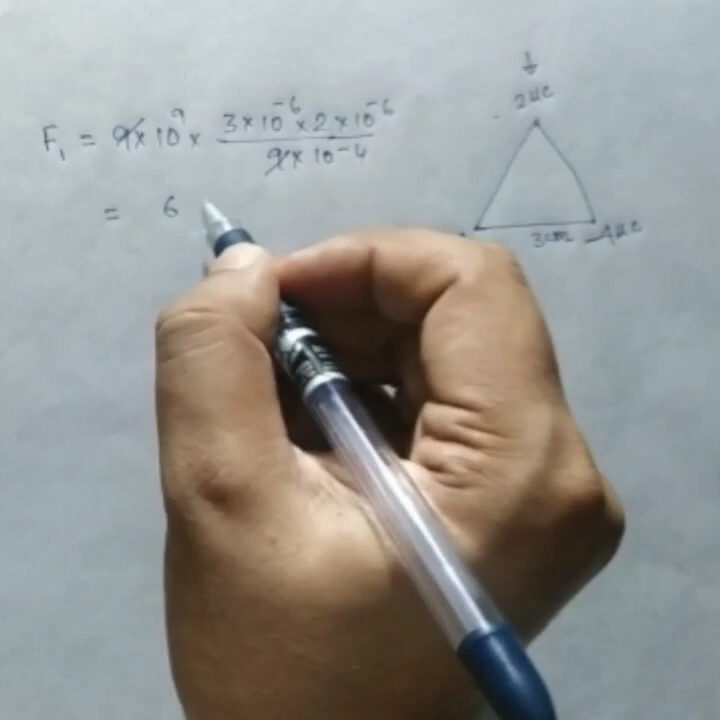 F₁ = 9 × 10⁹ × (3 × 10⁻⁶ × 2 × 10⁻⁶) / (9 × 10⁻⁴)
= 6
2μc
3cm -4μc